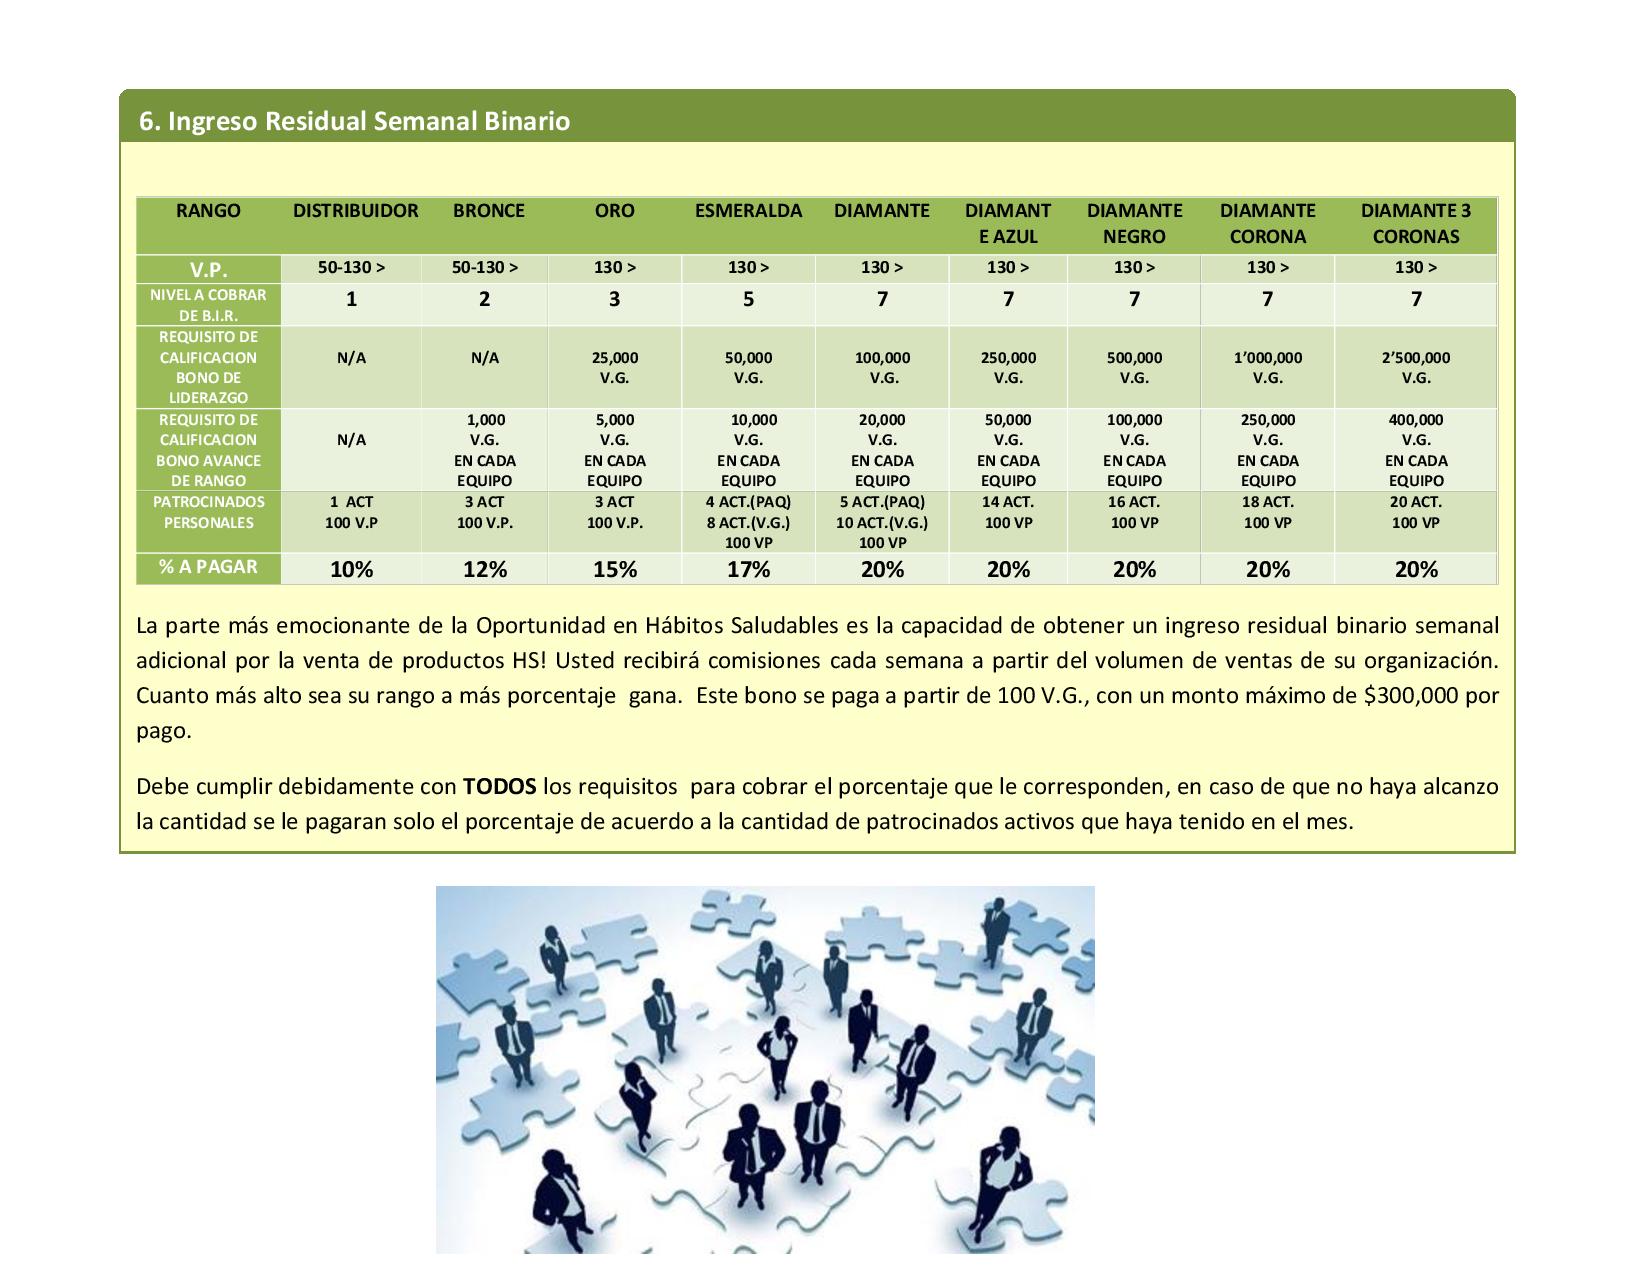 6. Ingreso Residual Semanal Binario
RANGO DISTRIBUIDOR BRONCE ORO ESMERALDA DIAMANTE DIAMANT DIAMANTE DIAMANTE DIAMANTE 3
E AZUL NEGRO CORONA CORONAS
V.P. 50-130 > 50-130 > 130 > 130 > 130 > 130 > 130 > 130 > 130 >
NIVEL A COBRAR 1 2 3 5 7 7 7 7 7
DE B.I.R.
REQUISITO DE
CALIFICACION N/A N/A 25,000 50,000 100,000 250,000 500,000 1’000,000 2’500,000
BONO DE V.G. V.G. V.G. V.G. V.G. V.G. V.G.
LIDERAZGO
REQUISITO DE 1,000 5,000 10,000 20,000 50,000 100,000 250,000 400,000
CALIFICACION N/A V.G. V.G. V.G. V.G. V.G. V.G. V.G. V.G.
BONO AVANCE EN CADA EN CADA EN CADA EN CADA EN CADA EN CADA EN CADA EN CADA
DE RANGO EQUIPO EQUIPO EQUIPO EQUIPO EQUIPO EQUIPO EQUIPO EQUIPO
PATROCINADOS 1 ACT 3 ACT 3 ACT 4 ACT.(PAQ) 5 ACT.(PAQ) 14 ACT. 16 ACT. 18 ACT. 20 ACT.
PERSONALES 100 V.P 100 V.P. 100 V.P. 8 ACT.(V.G.) 10 ACT.(V.G.) 100 VP 100 VP 100 VP 100 VP
100 VP 100 VP
% A PAGAR 10% 12% 15% 17% 20% 20% 20% 20% 20%
La parte más emocionante de la Oportunidad en Hábitos Saludables es la capacidad de obtener un ingreso residual binario semanal
adicional por la venta de productos HS! Usted recibirá comisiones cada semana a partir del volumen de ventas de su organización.
Cuanto más alto sea su rango a más porcentaje gana. Este bono se paga a partir de 100 V.G., con un monto máximo de $300,000 por
pago.
Debe cumplir debidamente con TODOS los requisitos para cobrar el porcentaje que le corresponden, en caso de que no haya alcanzo
la cantidad se le pagaran solo el porcentaje de acuerdo a la cantidad de patrocinados activos que haya tenido en el mes.